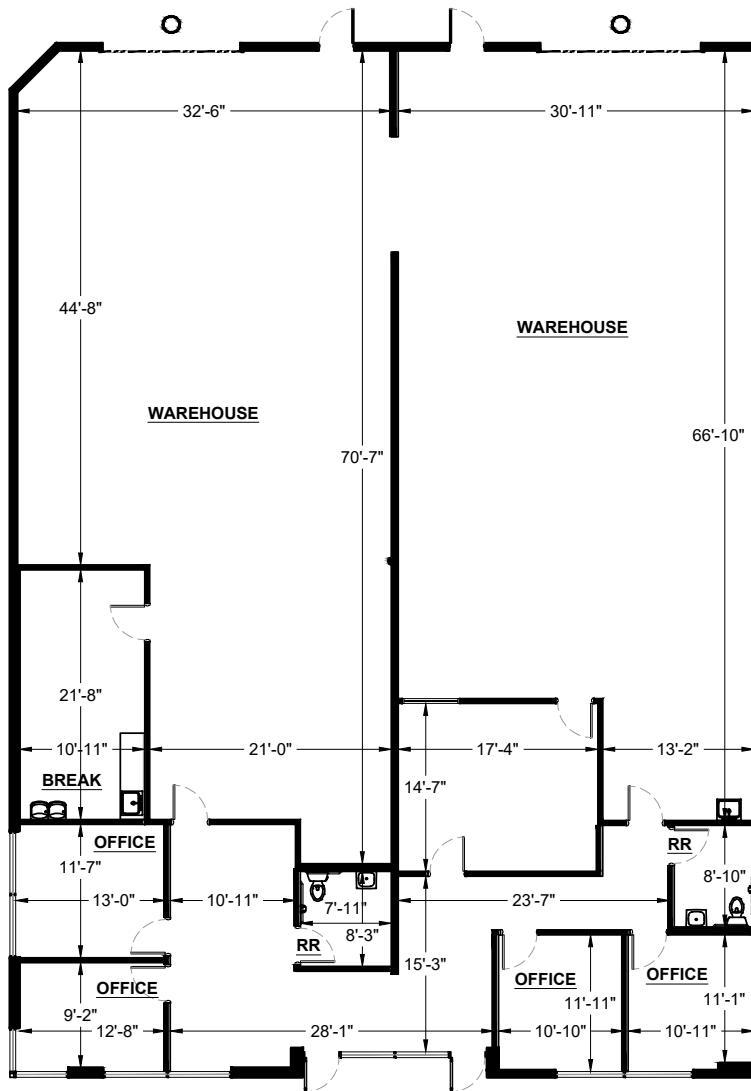 32'-6"
30'-11"
44'-8"
WAREHOUSE
WAREHOUSE
66'-10"
70'-7"
21'-8"
10'-11"
21'-0"
17'-4"
13'-2"
BREAK
14'-7"
OFFICE
RR
11'-7"
8'-10"
13'-0"
10'-11"
7'-11"
23'-7"
8'-3"
RR
15'-3"
OFFICE
OFFICE
OFFICE
9'-2"
11'-11"
11'-1"
12'-8"
28'-1"
10'-10"
10'-11"